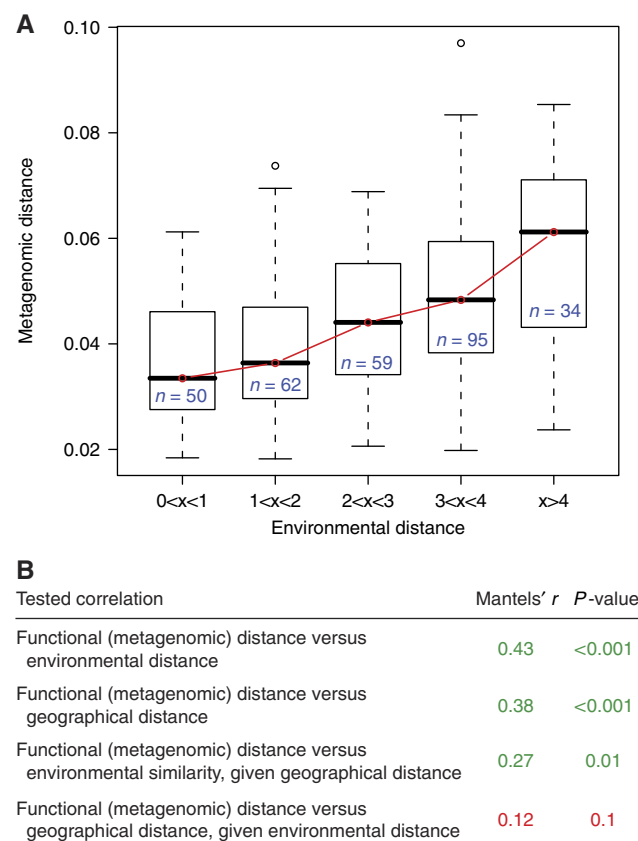 A
0.10
0.08
0.06
0.04
0.02
Metagenomic distance
n = 50
n = 62
n = 59
n = 95
n = 34
0<x<1
1<x<2
2<x<3
3<x<4
x>4
Environmental distance
B
Tested correlation Mantels′ r P-value
Functional (metagenomic) distance versus
environmental distance 0.43 <0.001
Functional (metagenomic) distance versus
geographical distance 0.38 <0.001
Functional (metagenomic) distance versus
environmental similarity, given geographical distance 0.27 0.01
Functional (metagenomic) distance versus
geographical distance, given environmental distance 0.12 0.1